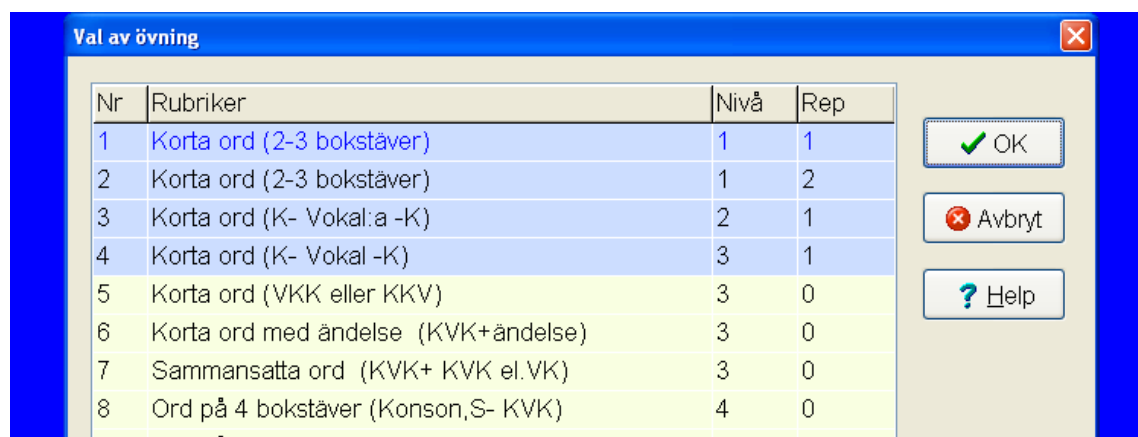 Val av övning
Nr Rubriker Nivå Rep
1 Korta ord (2-3 bokstäver) 1 1
OK
2 Korta ord (2-3 bokstäver) 1 2
3 Korta ord (K- Vokal:a -K) 2 1
Avbryt
4 Korta ord (K- Vokal -K) 3 1
5 Korta ord (VKK eller KKV) 3 0
Help
6 Korta ord med ändelse (KVK+ändelse) 3 0
7 Sammansatta ord (KVK+ KVK el.VK) 3 0
8 Ord på 4 bokstäver (Konson,S- KVK) 4 0